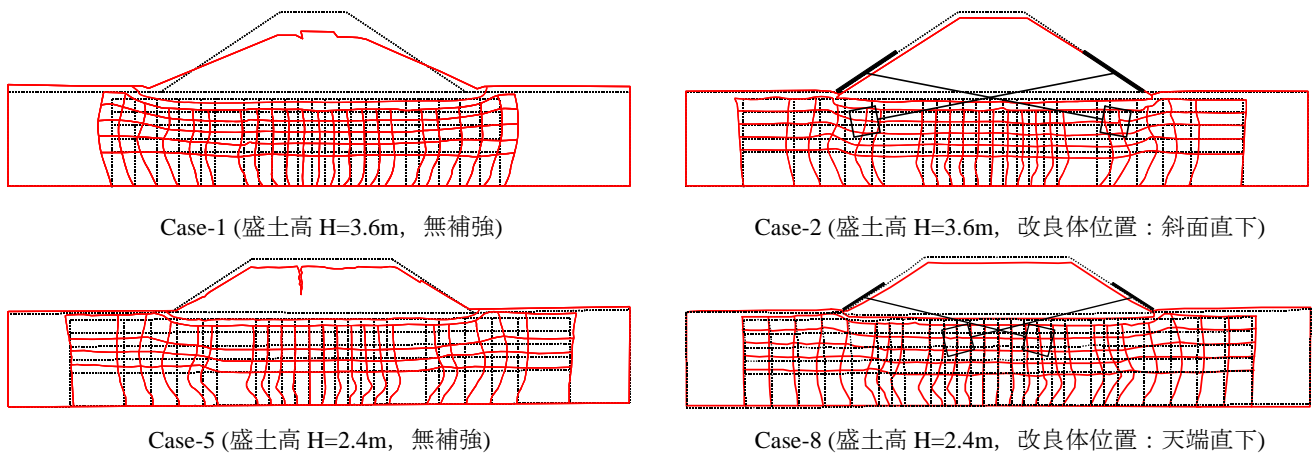 Case-1 (盛土高 H=3.6m, 無補強)
Case-2 (盛土高 H=3.6m, 改良体位置：斜面直下)
Case-5 (盛土高 H=2.4m, 無補強)
Case-8 (盛土高 H=2.4m, 改良体位置：天端直下)